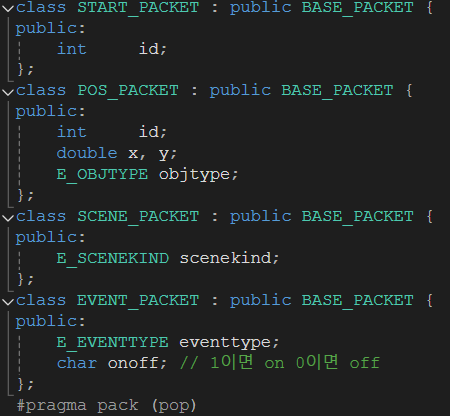 class START_PACKET : public BASE_PACKET {
public:
    int     id;
};
class POS_PACKET : public BASE_PACKET {
public:
    int     id;
    double x, y;
    E_OBJTYPE objtype;
};
class SCENE_PACKET : public BASE_PACKET {
public:
    E_SCENEKIND scenekind;
};
class EVENT_PACKET : public BASE_PACKET {
public:
    E_EVENTTYPE eventtype;
    char onoff; // 1이면 on 0이면 off
};
#pragma pack (pop)